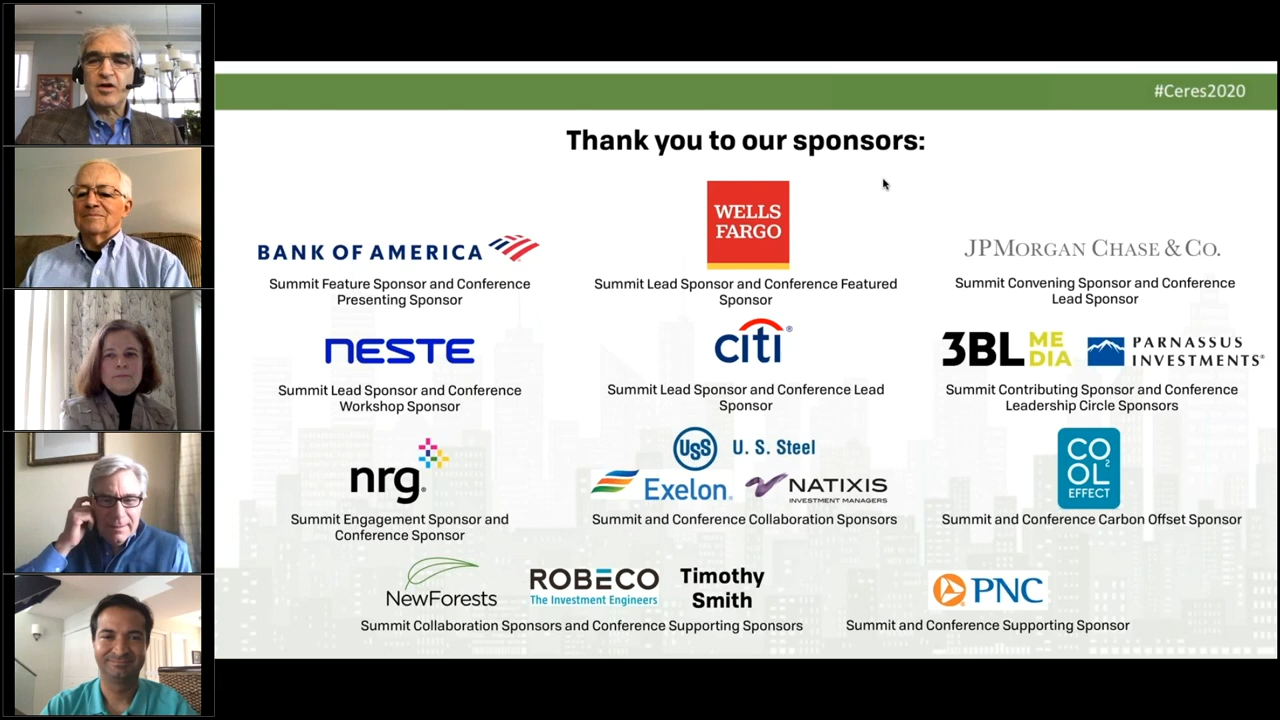 #Ceres2020
Thank you to our sponsors:
BANK OF AMERICA
Summit Feature Sponsor and Conference
Presenting Sponsor
WELLS
FARGO
Summit Lead Sponsor and Conference Featured
Sponsor
JPMORGAN CHASE & CO.
Summit Convening Sponsor and Conference
Lead Sponsor
NESTE
Summit Lead Sponsor and Conference
Workshop Sponsor
citi®
Summit Lead Sponsor and Conference Lead
Sponsor
3BL ME
DIA
PARNASSUS
INVESTMENTS®
Summit Contributing Sponsor and Conference
Leadership Circle Sponsors
nrg®
Summit Engagement Sponsor and
Conference Sponsor
USS U. S. Steel
Exelon®
NATIXIS
INVESTMENT MANAGERS
Summit and Conference Collaboration Sponsors
CO
OL2
EFFECT
Summit and Conference Carbon Offset Sponsor
NewForests
ROBECO
The Investment Engineers
Timothy
Smith
Summit Collaboration Sponsors and Conference Supporting Sponsors
PNC
Summit and Conference Supporting Sponsor